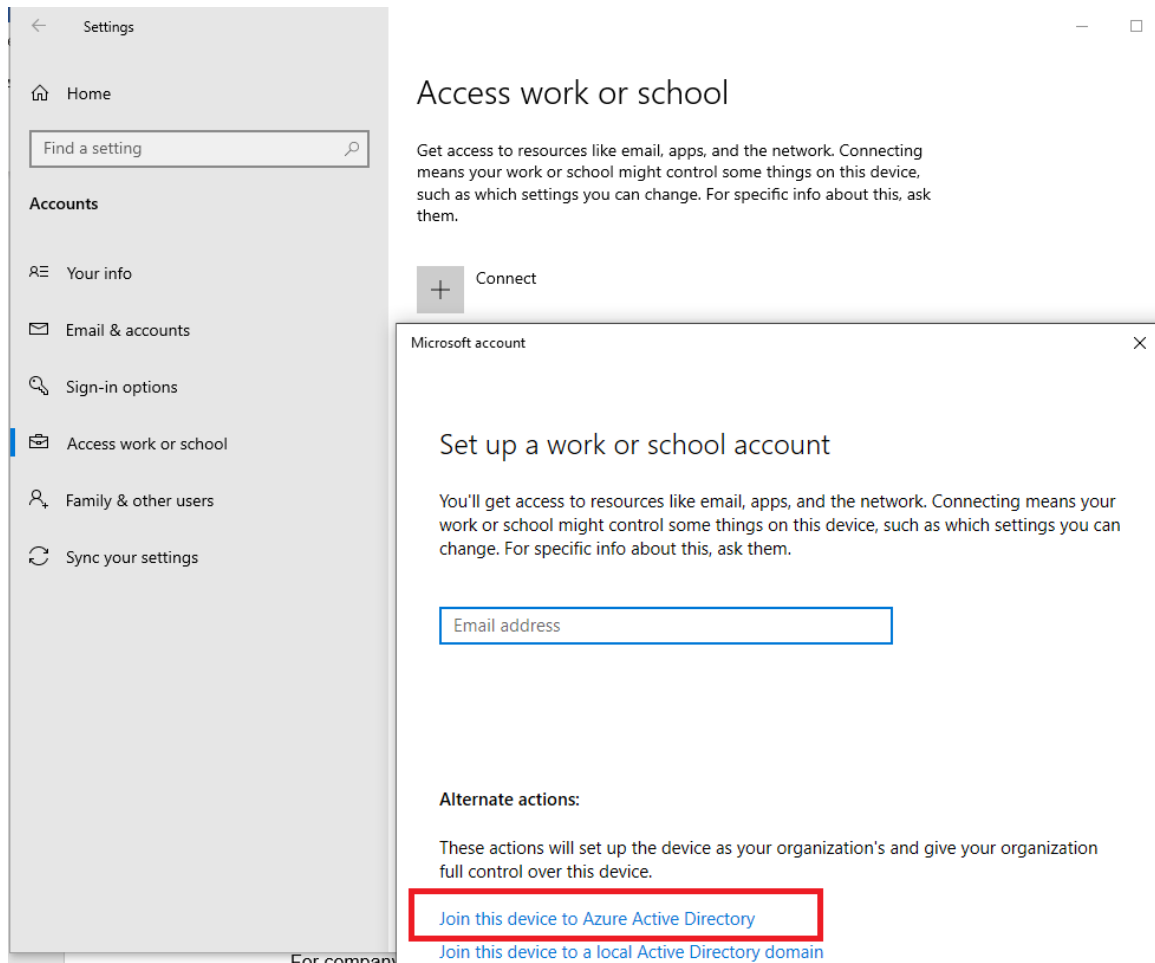 Settings
Home
Find a setting
Accounts
Your info
Email & accounts
Sign-in options
Access work or school
Family & other users
Sync your settings
Access work or school
Get access to resources like email, apps, and the network. Connecting
means your work or school might control some things on this device,
such as which settings you can change. For specific info about this, ask
them.
Connect
Microsoft account
Set up a work or school account
You'll get access to resources like email, apps, and the network. Connecting means your
work or school might control some things on this device, such as which settings you can
change. For specific info about this, ask them.
Email address
Alternate actions:
These actions will set up the device as your organization's and give your organization
full control over this device.
Join this device to Azure Active Directory
Join this device to a local Active Directory domain
For